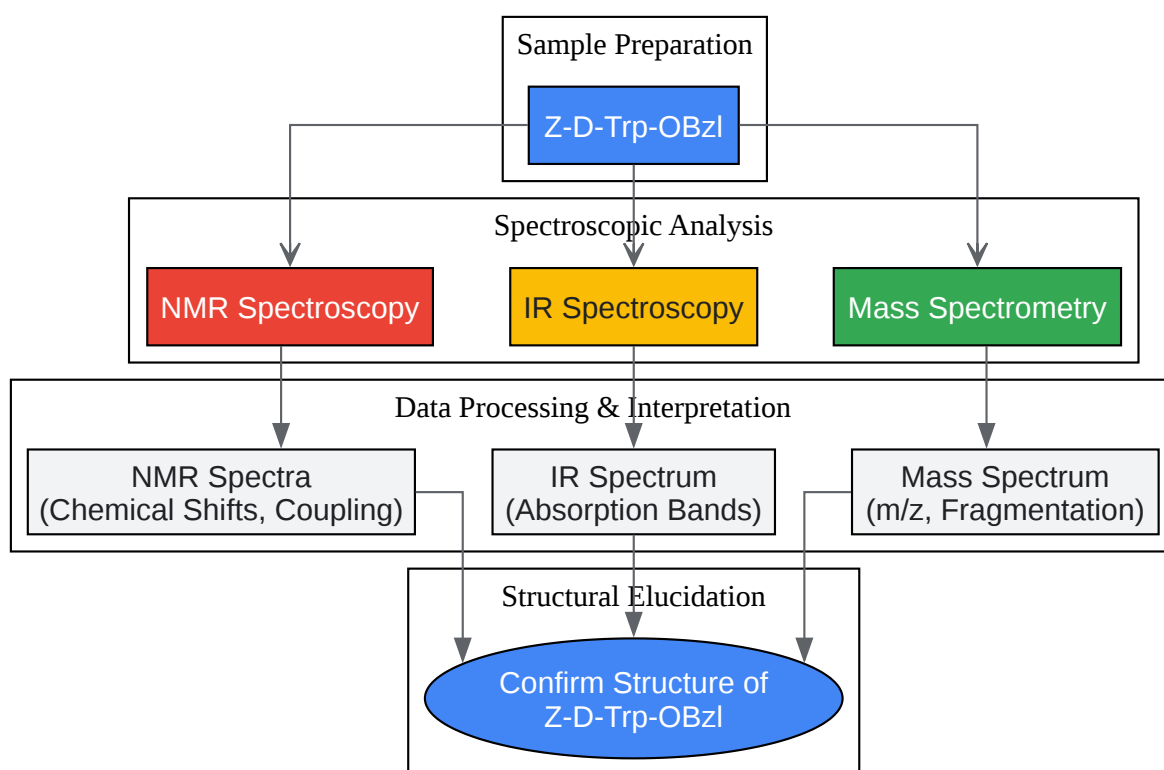 Sample Preparation
Z-D-Trp-OBzl
Spectroscopic Analysis
NMR Spectroscopy
IR Spectroscopy
Mass Spectrometry
Data Processing & Interpretation
NMR Spectra
(Chemical Shifts, Coupling)
IR Spectrum
(Absorption Bands)
Mass Spectrum
(m/z, Fragmentation)
Structural Elucidation
Confirm Structure of
Z-D-Trp-OBzl